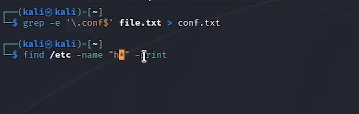 ┌──(kali㉿kali)-[~]
└─$ grep -e '\.conf$' file.txt > conf.txt
┌──(kali㉿kali)-[~]
└─$ find /etc -name "h*" -print